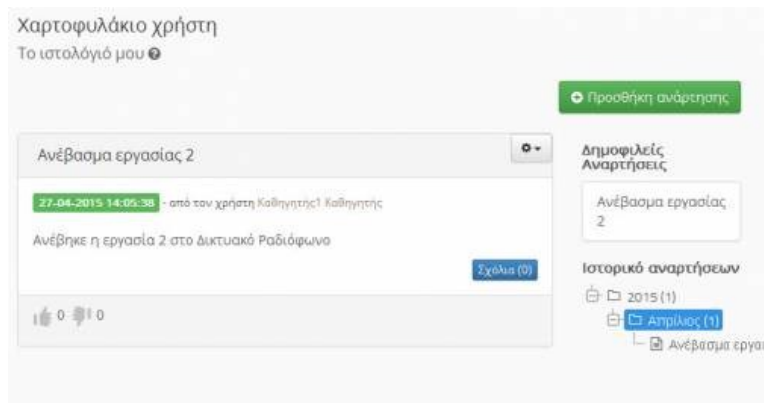 Χαρτοφυλάκιο χρήστη
Το ιστολόγιό μου
Προσθήκη ανάρτησης
Ανέβασμα εργασίας 2
27-04-2015 14:05:38 - από τον χρήστη Καθηγητής1 Καθηγητής
Ανέβηκε η εργασία 2 στο Δικτυακό Ραδιόφωνο
Σχόλια (0)
0 0
Δημοφιλείς
Αναρτήσεις
Ανέβασμα εργασίας
2
Ιστορικό αναρτήσεων
2015 (1)
Απρίλιος (1)
Ανέβασμα εργα